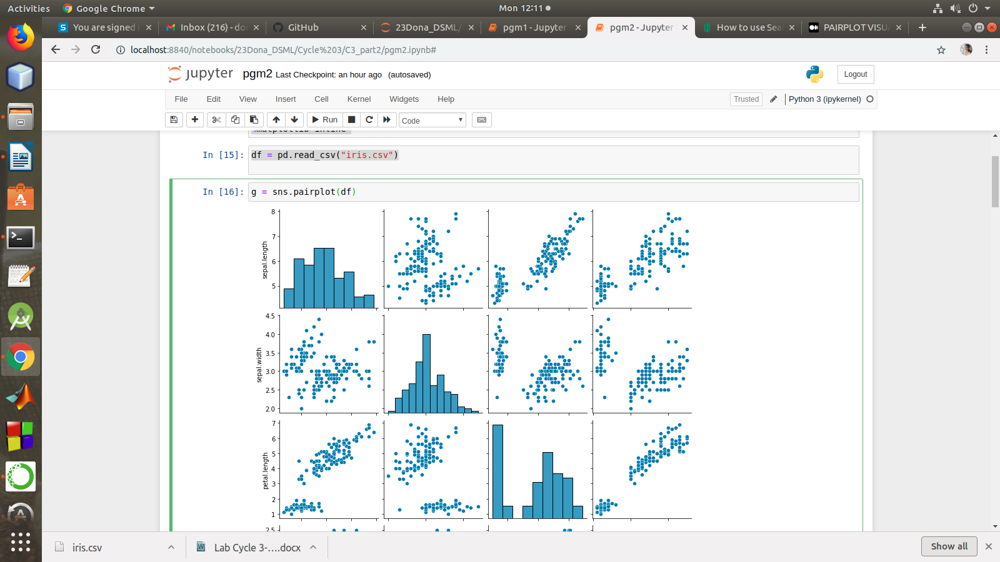 Activities Google Chrome Mon 12:11
You are signed Inbox (216) - do GitHub 23Dona_DSML/ pgm1 - Jupyter pgm2 - Jupyter How to use Sea PAIRPLOT VISU
localhost:8840/notebooks/23Dona_DSML/Cycle%203/C3_part2/pgm2.ipynb#
jupyter pgm2 Last Checkpoint: an hour ago (autosaved) Logout
File Edit View Insert Cell Kernel Widgets Help Trusted Python 3 (ipykernel)
Run Code
%matplotlib inline
In [15]: df = pd.read_csv("iris.csv")
In [16]: g = sns.pairplot(df)
8
7
6
5
sepal.length
4.5
4.0
3.5
3.0
2.5
2.0
sepal.width
7
6
5
4
3
2
1
petal.length
2.5
iris.csv Lab Cycle 3-....docx Show all